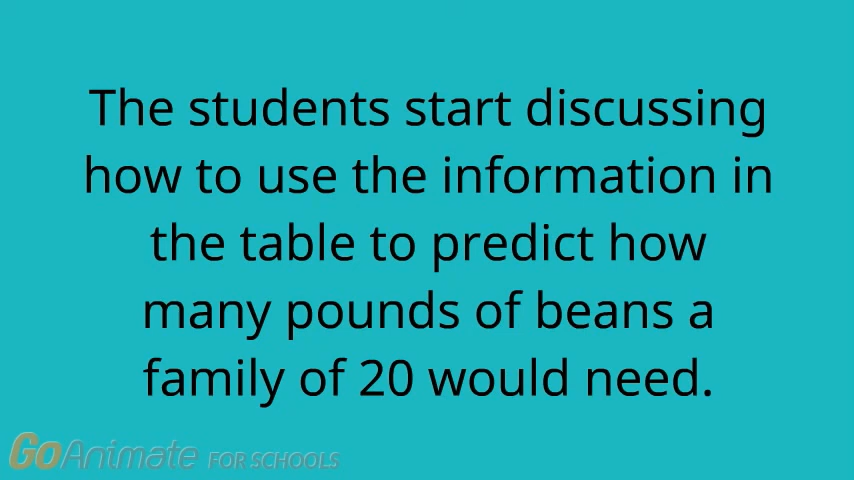 The students start discussing
how to use the information in
the table to predict how
many pounds of beans a
family of 20 would need.
GoAnimate FOR SCHOOLS